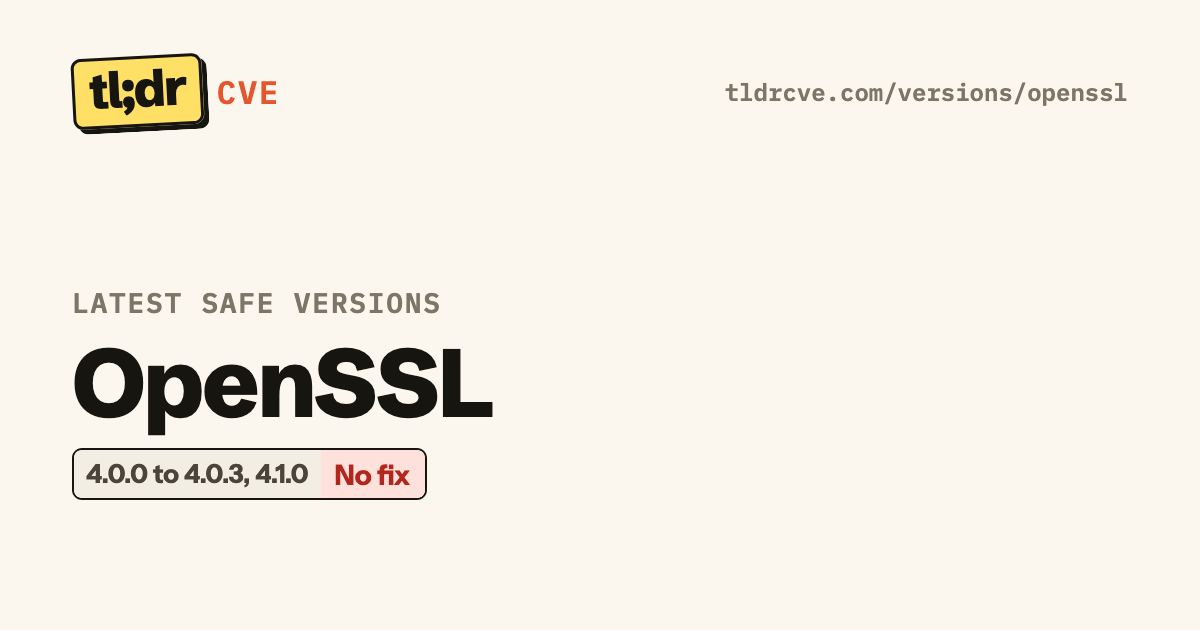 tl;dr CVE
tldrcve.com/versions/openssl
LATEST SAFE VERSIONS
OpenSSL
4.0.0 to 4.0.3, 4.1.0 No fix